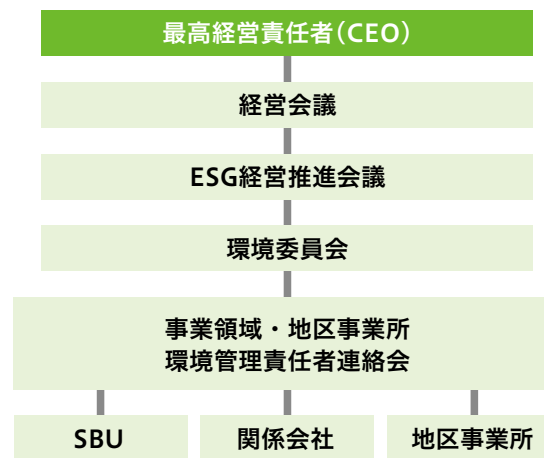 最高経営責任者（CEO）
経営会議
ESG経営推進会議
環境委員会
事業領域・地区事業所
環境管理責任者連絡会
SBU
関係会社
地区事業所